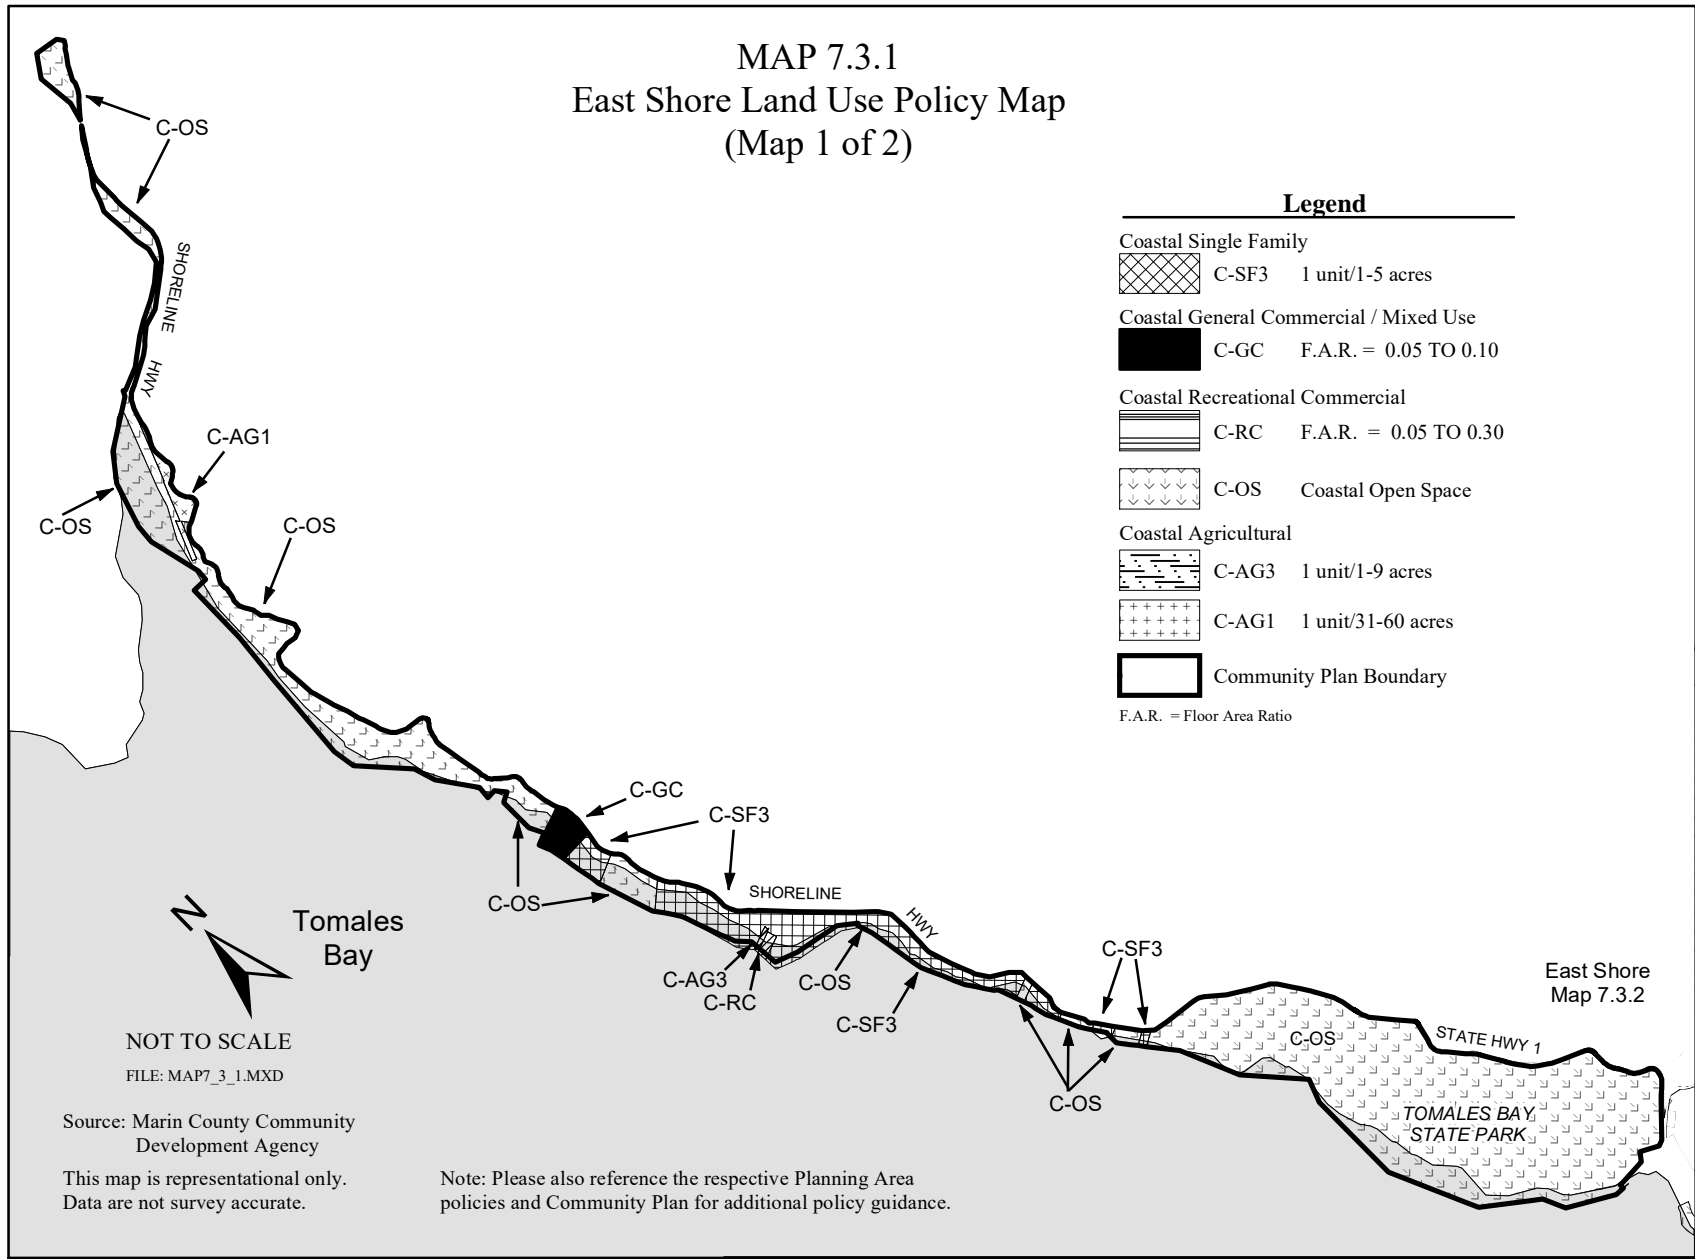 MAP 7.3.1
East Shore Land Use Policy Map
(Map 1 of 2)
Legend
Coastal Single Family
C-SF3 1 unit/1-5 acres
Coastal General Commercial / Mixed Use
C-GC F.A.R. = 0.05 TO 0.10
Coastal Recreational Commercial
C-RC F.A.R. = 0.05 TO 0.30
C-OS Coastal Open Space
Coastal Agricultural
C-AG3 1 unit/1-9 acres
C-AG1 1 unit/31-60 acres
Community Plan Boundary
F.A.R. = Floor Area Ratio
C-OS
SHORELINE
HWY
C-AG1
C-OS
C-OS
C-GC
C-SF3
C-OS
SHORELINE
HWY
C-AG3
C-RC
C-OS
C-SF3
C-SF3
C-OS
C-OS
STATE HWY 1
East Shore
Map 7.3.2
TOMALES BAY
STATE PARK
N
Tomales
Bay
NOT TO SCALE
FILE: MAP7_3_1.MXD
Source: Marin County Community
Development Agency
This map is representational only.
Data are not survey accurate.
Note: Please also reference the respective Planning Area
policies and Community Plan for additional policy guidance.